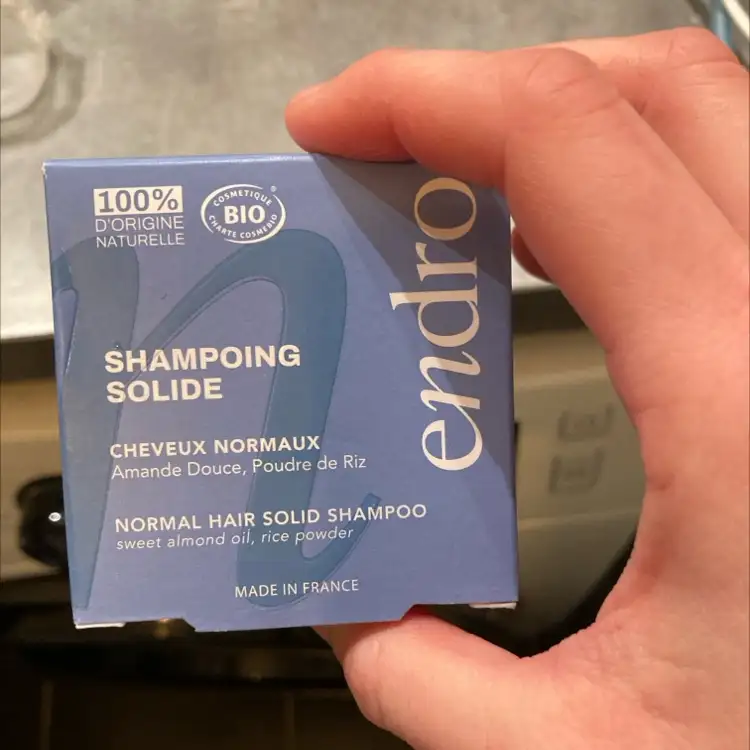 100%
D'ORIGINE
NATURELLE
COSMETIQUE
BIO
CHARTE COSMEBIO
®
endro
SHAMPOING
SOLIDE
CHEVEUX NORMAUX
Amande Douce, Poudre de Riz
NORMAL HAIR SOLID SHAMPOO
sweet almond oil, rice powder
MADE IN FRANCE